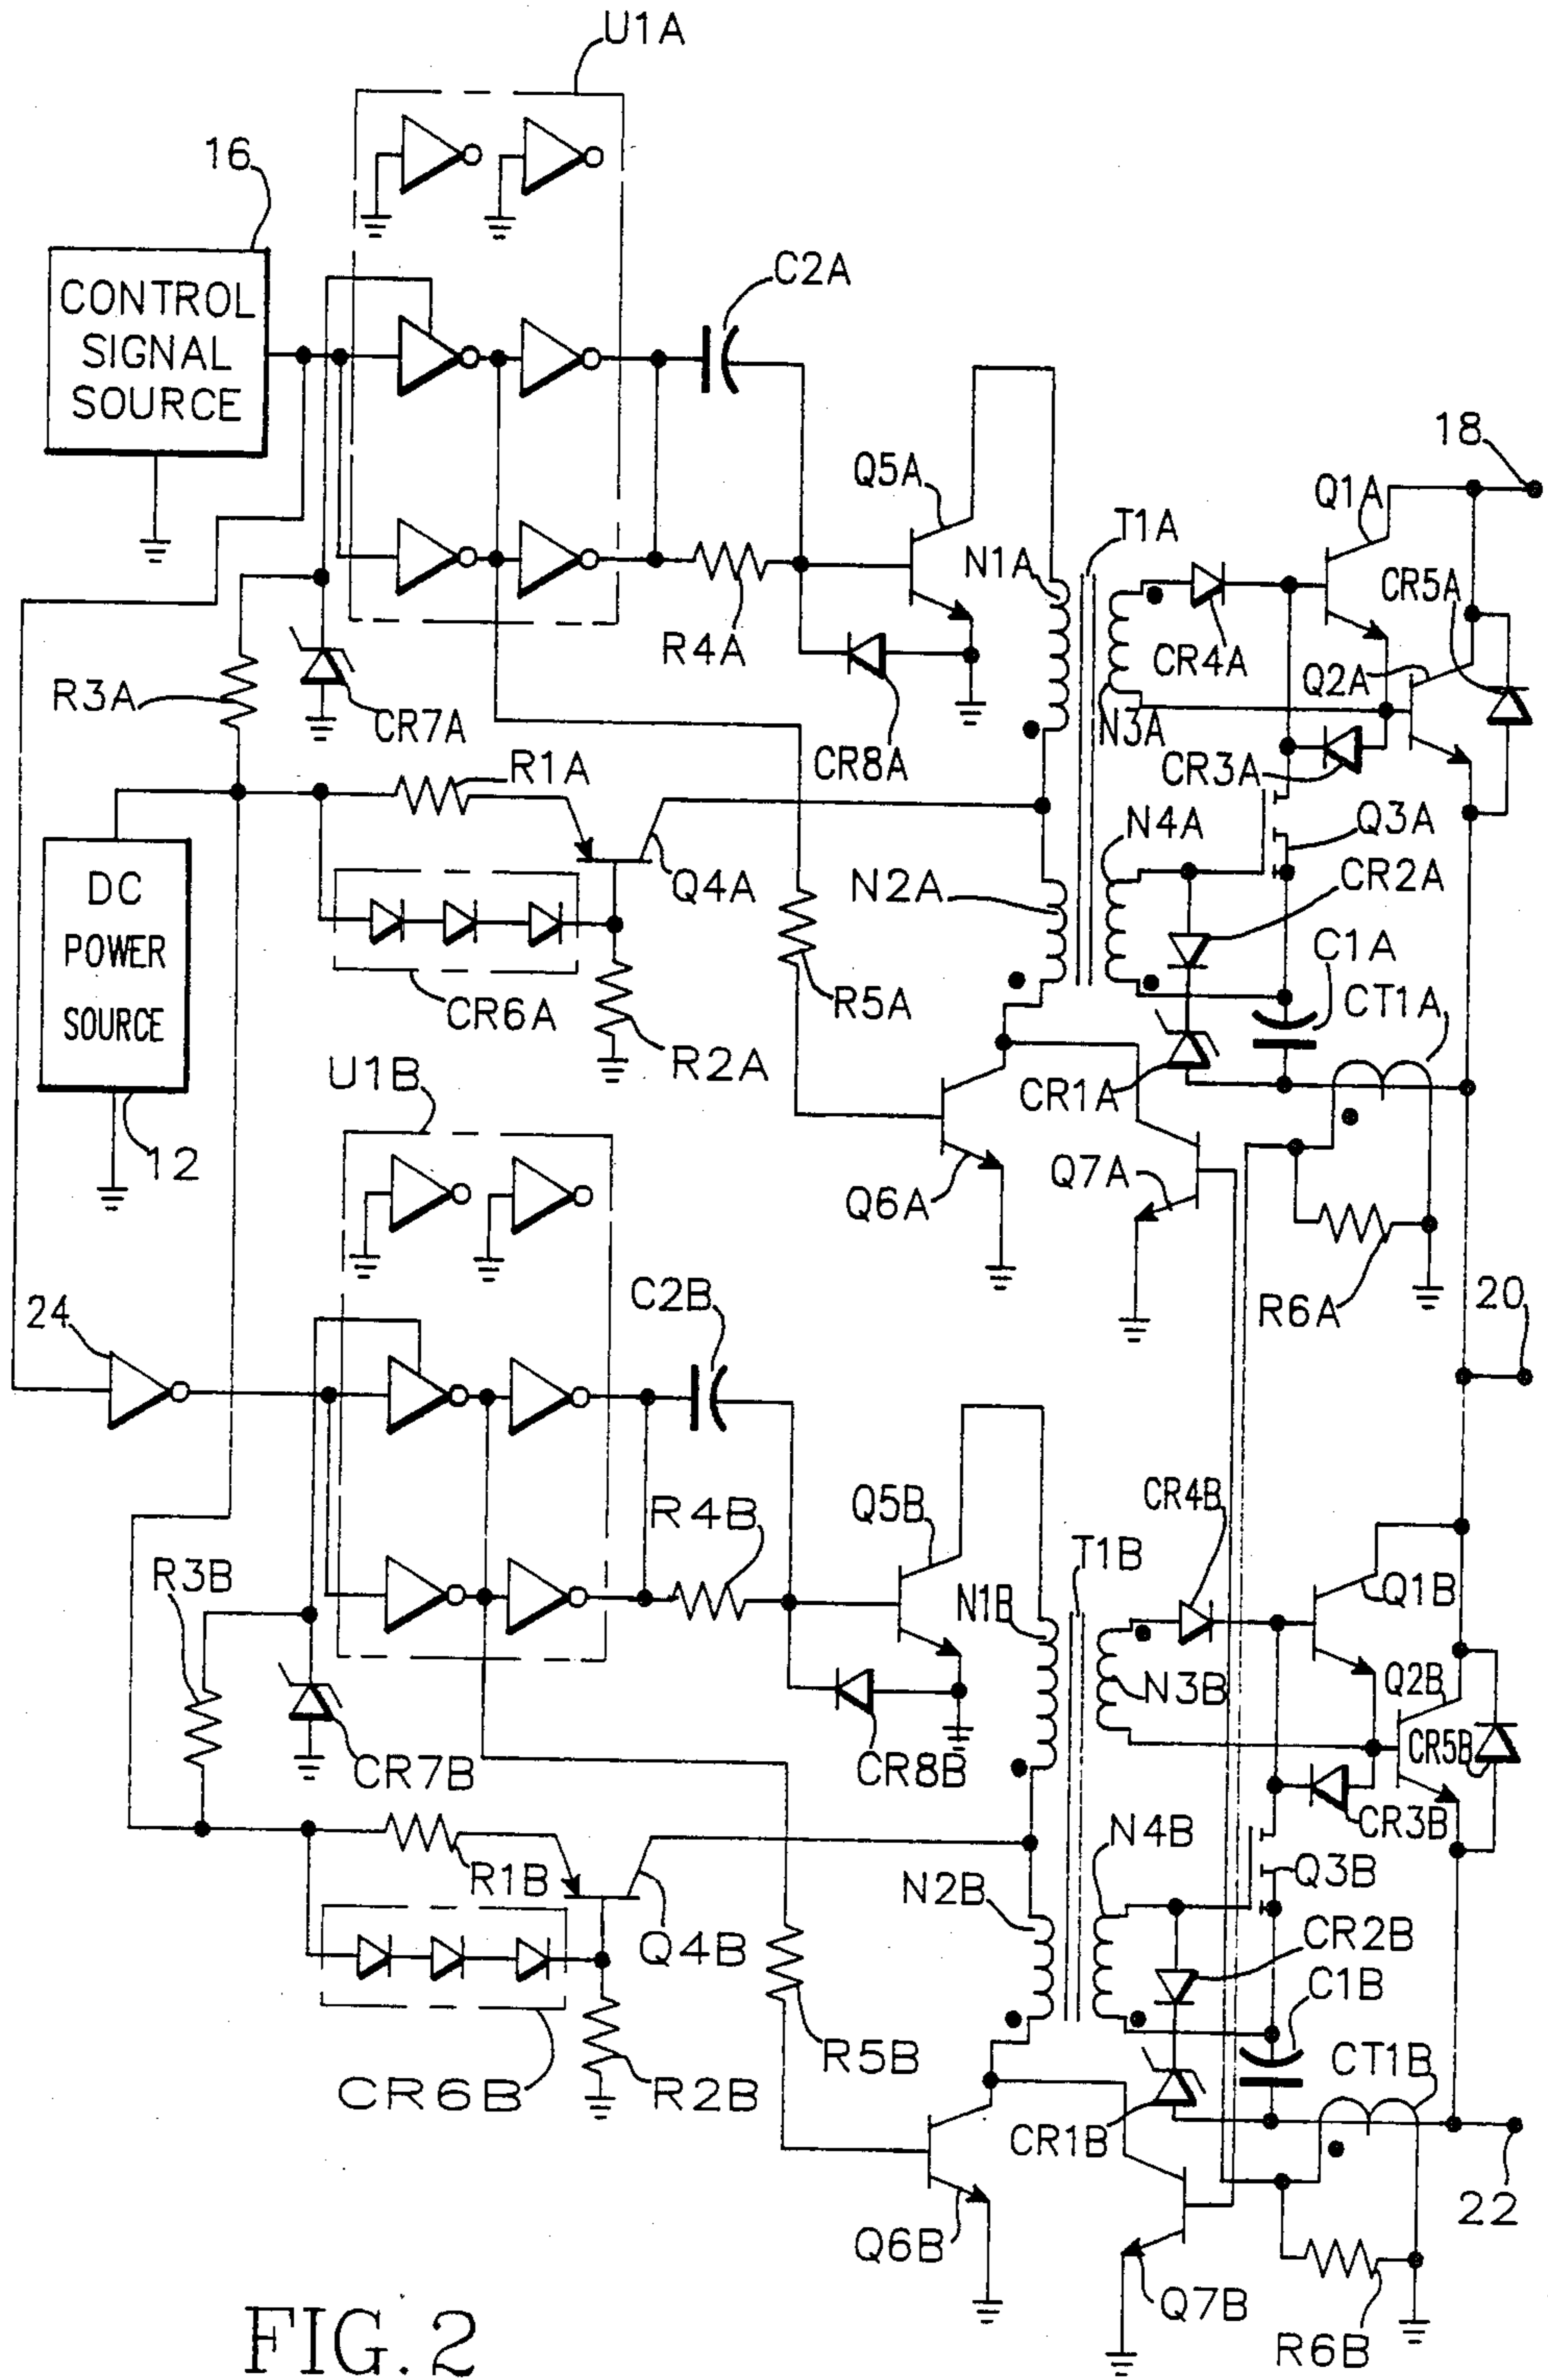 U1A
16
CONTROL
SIGNAL
SOURCE
C2A
18
Q5A
Q1A
T1A
N1A
CR5A
R4A
CR4A
Q2A
R3A
CR7A
N3A
CR8A
CR3A
R1A
N4A
Q3A
DC
POWER
SOURCE
Q4A
N2A
CR2A
C1A
CR6A
R5A
CT1A
R2A
U1B
CR1A
12
Q6A
Q7A
R6A
24
C2B
20
CR4B
R4B
Q5B
T1B
R3B
N1B
Q1B
N3B
Q2B
CR7B
CR8B
CR5B
CR3B
R1B
N4B
Q3B
N2B
Q4B
CR2B
C1B
R5B
CT1B
CR6B
R2B
CR1B
22
Q6B
Q7B
R6B
FIG. 2